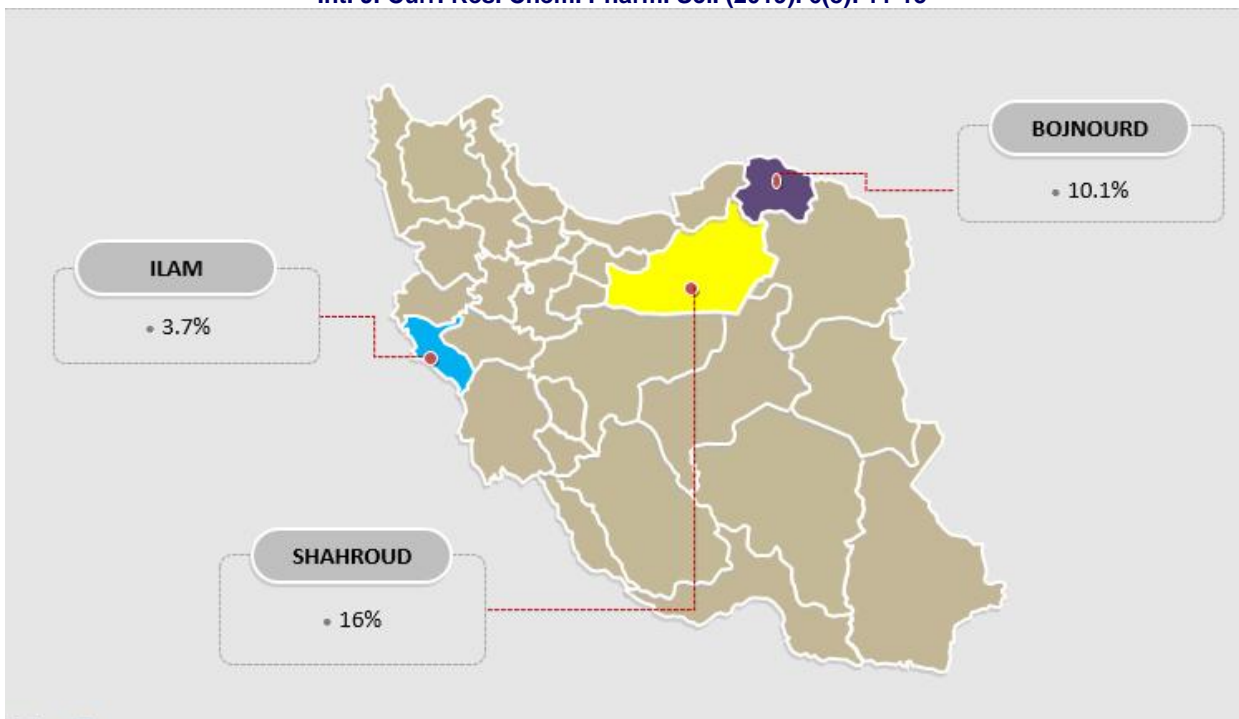 BOJNOURD
• 10.1%
ILAM
• 3.7%
SHAHROUD
• 16%